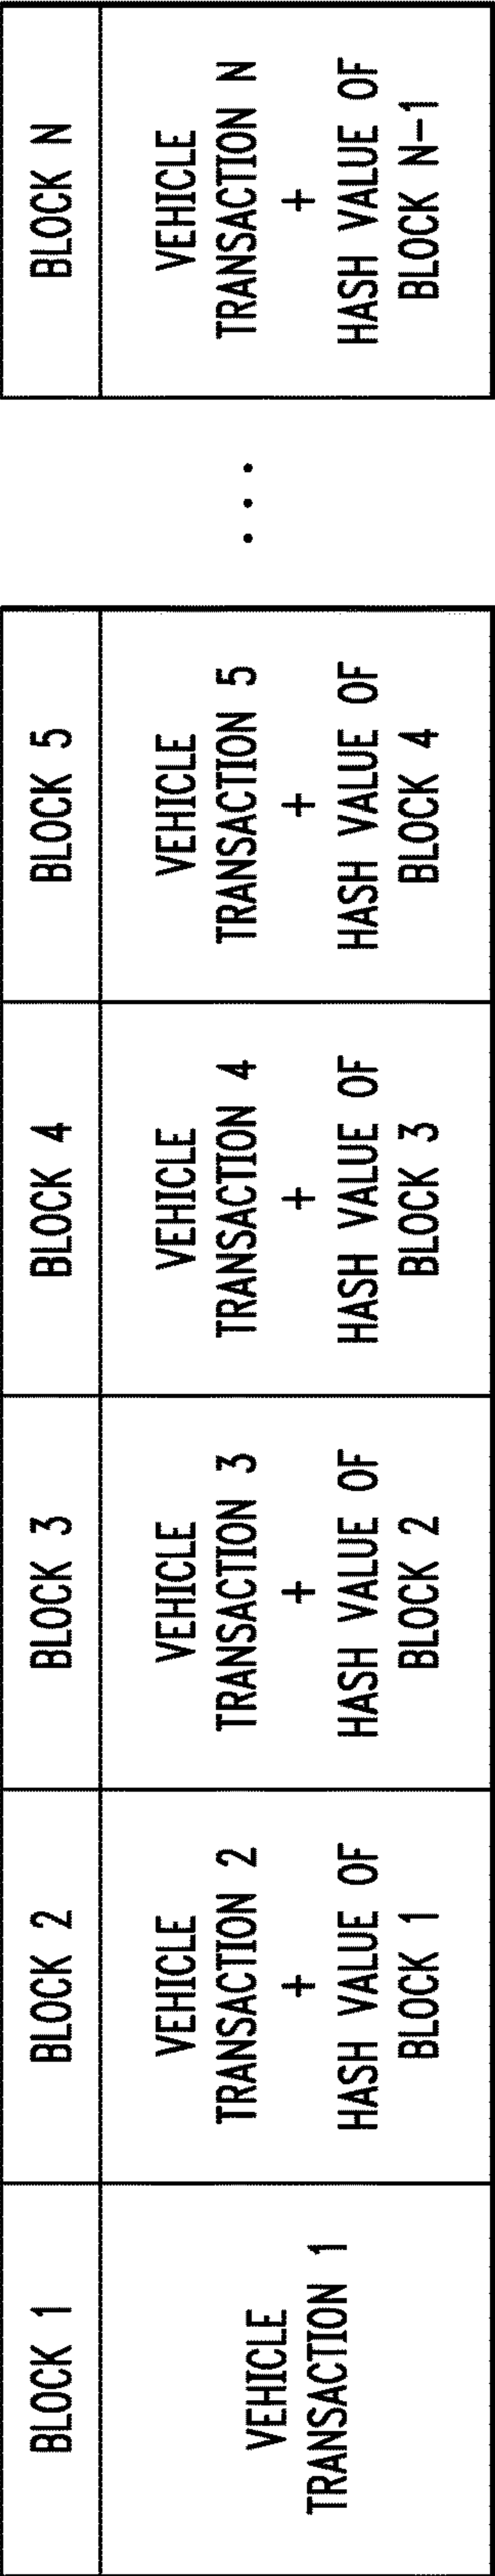 BLOCK 1
VEHICLE
TRANSACTION 1
BLOCK 2
VEHICLE
TRANSACTION 2
+
HASH VALUE OF
BLOCK 1
BLOCK 3
VEHICLE
TRANSACTION 3
+
HASH VALUE OF
BLOCK 2
BLOCK 4
VEHICLE
TRANSACTION 4
+
HASH VALUE OF
BLOCK 3
BLOCK 5
VEHICLE
TRANSACTION 5
+
HASH VALUE OF
BLOCK 4
...
BLOCK N
VEHICLE
TRANSACTION N
+
HASH VALUE OF
BLOCK N-1